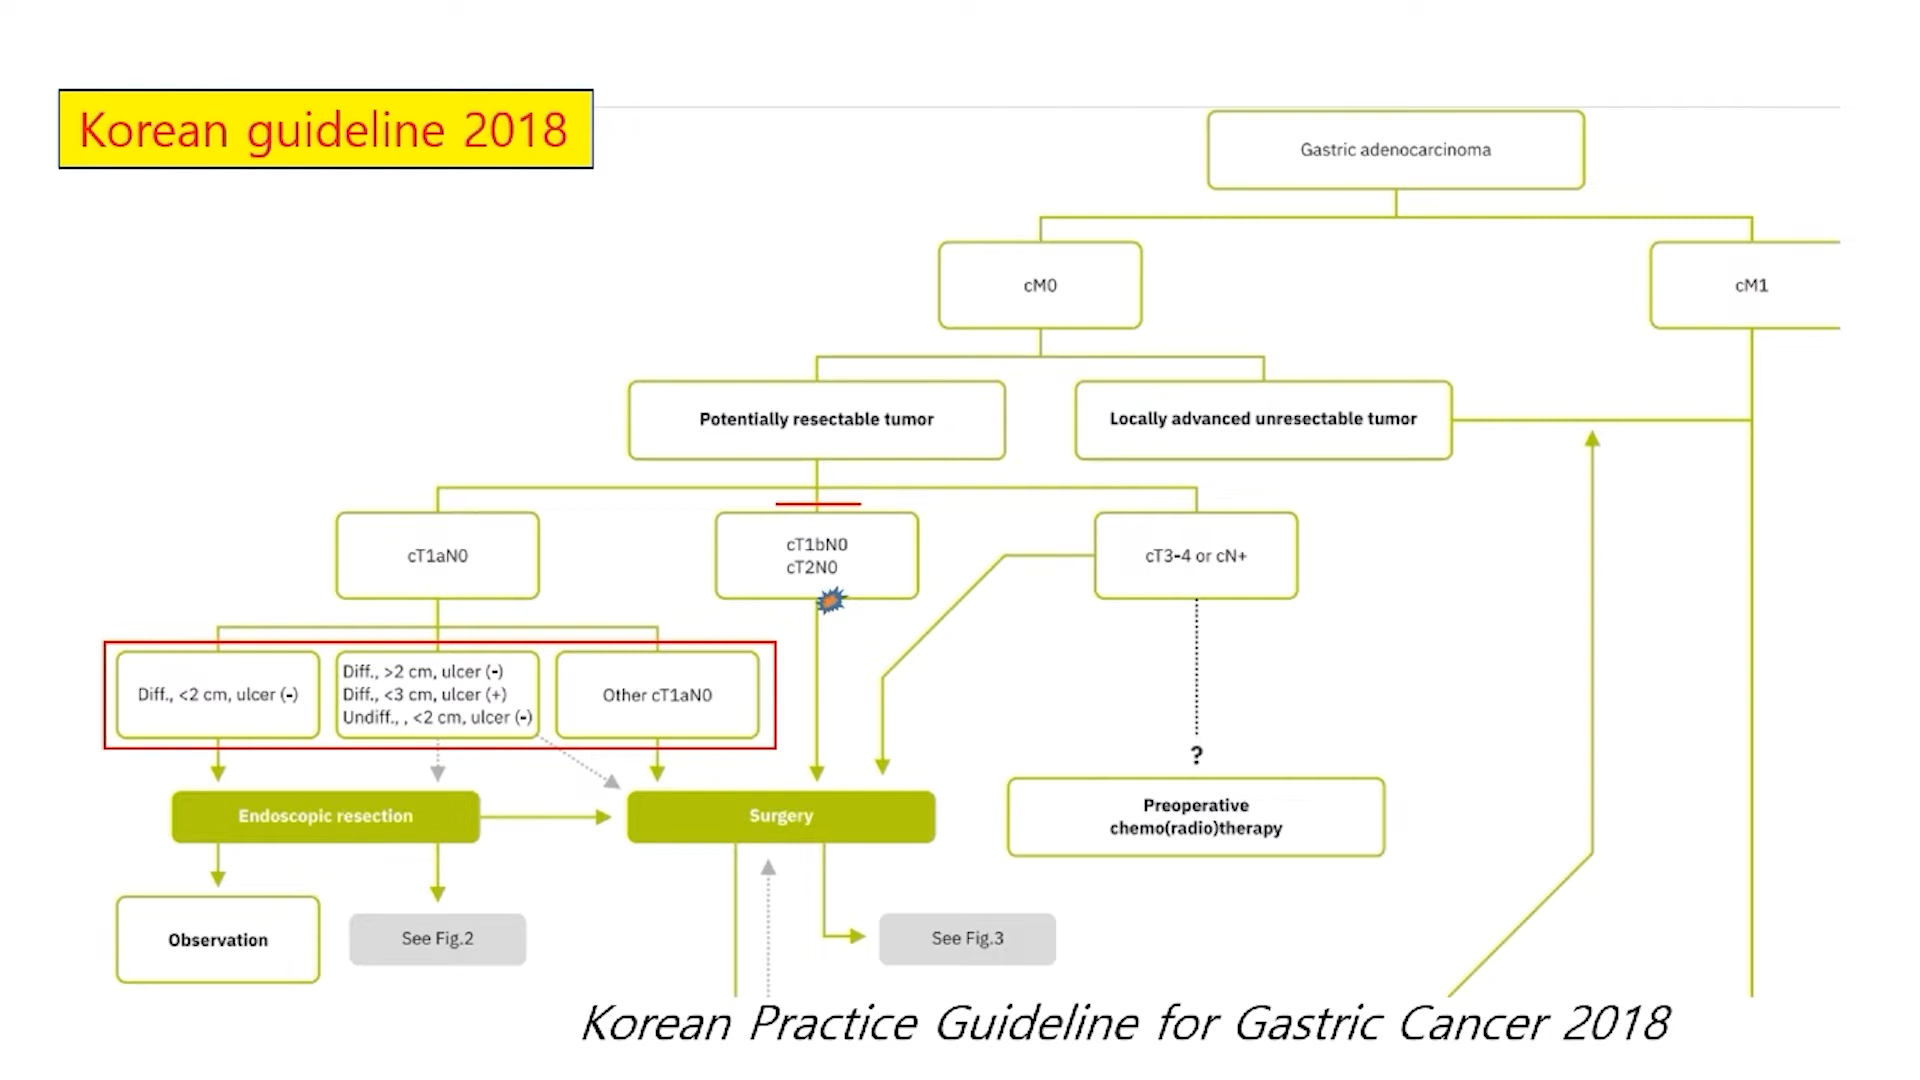 Korean guideline 2018
Gastric adenocarcinoma
cM0
cM1
Potentially resectable tumor
Locally advanced unresectable tumor
cT1aN0
cT1bN0
cT2N0
cT3-4 or cN+
Diff., <2 cm, ulcer (-)
Diff., >2 cm, ulcer (-)
Diff., <3 cm, ulcer (+)
Undiff., , <2 cm, ulcer (-)
Other cT1aN0
?
Endoscopic resection
Surgery
Preoperative
chemo(radio)therapy
Observation
See Fig.2
See Fig.3
Korean Practice Guideline for Gastric Cancer 2018